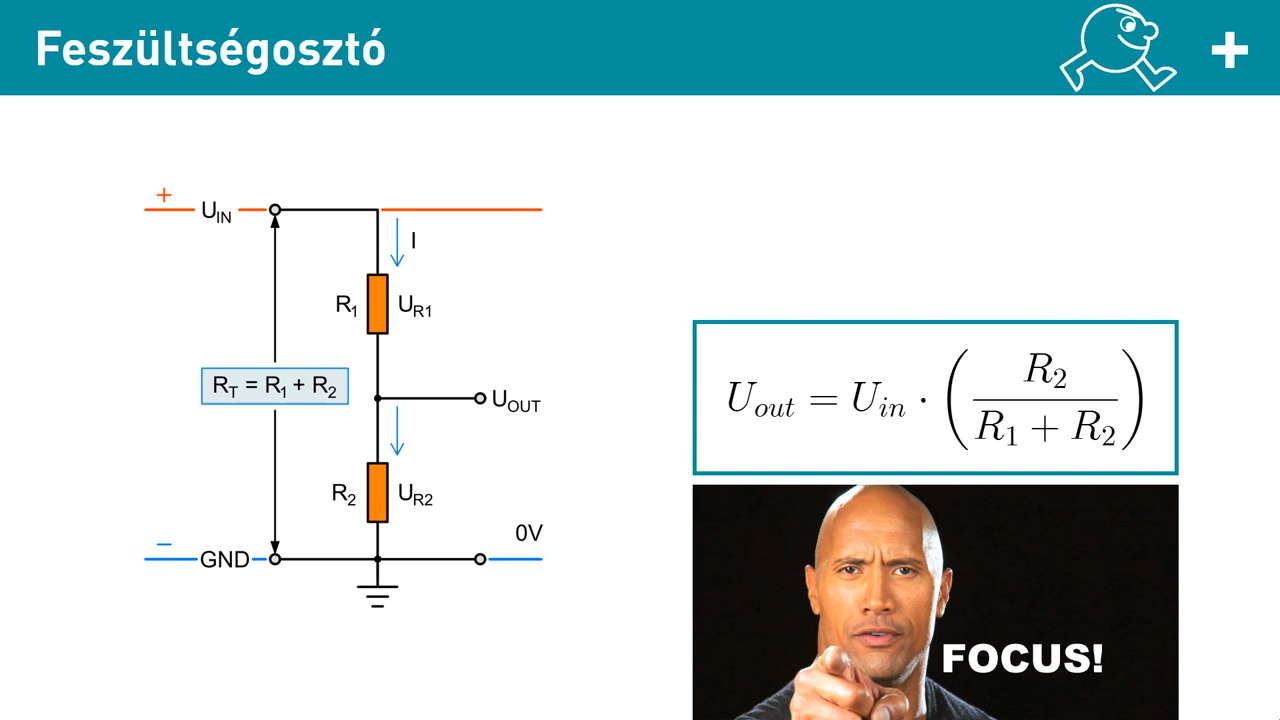 Feszültségosztó
+
+
U_IN
I
R_1 U_R1
R_T = R_1 + R_2
U_OUT
R_2 U_R2
0V
−
GND
U_out = U_in · (R_2 / (R_1 + R_2))
FOCUS!